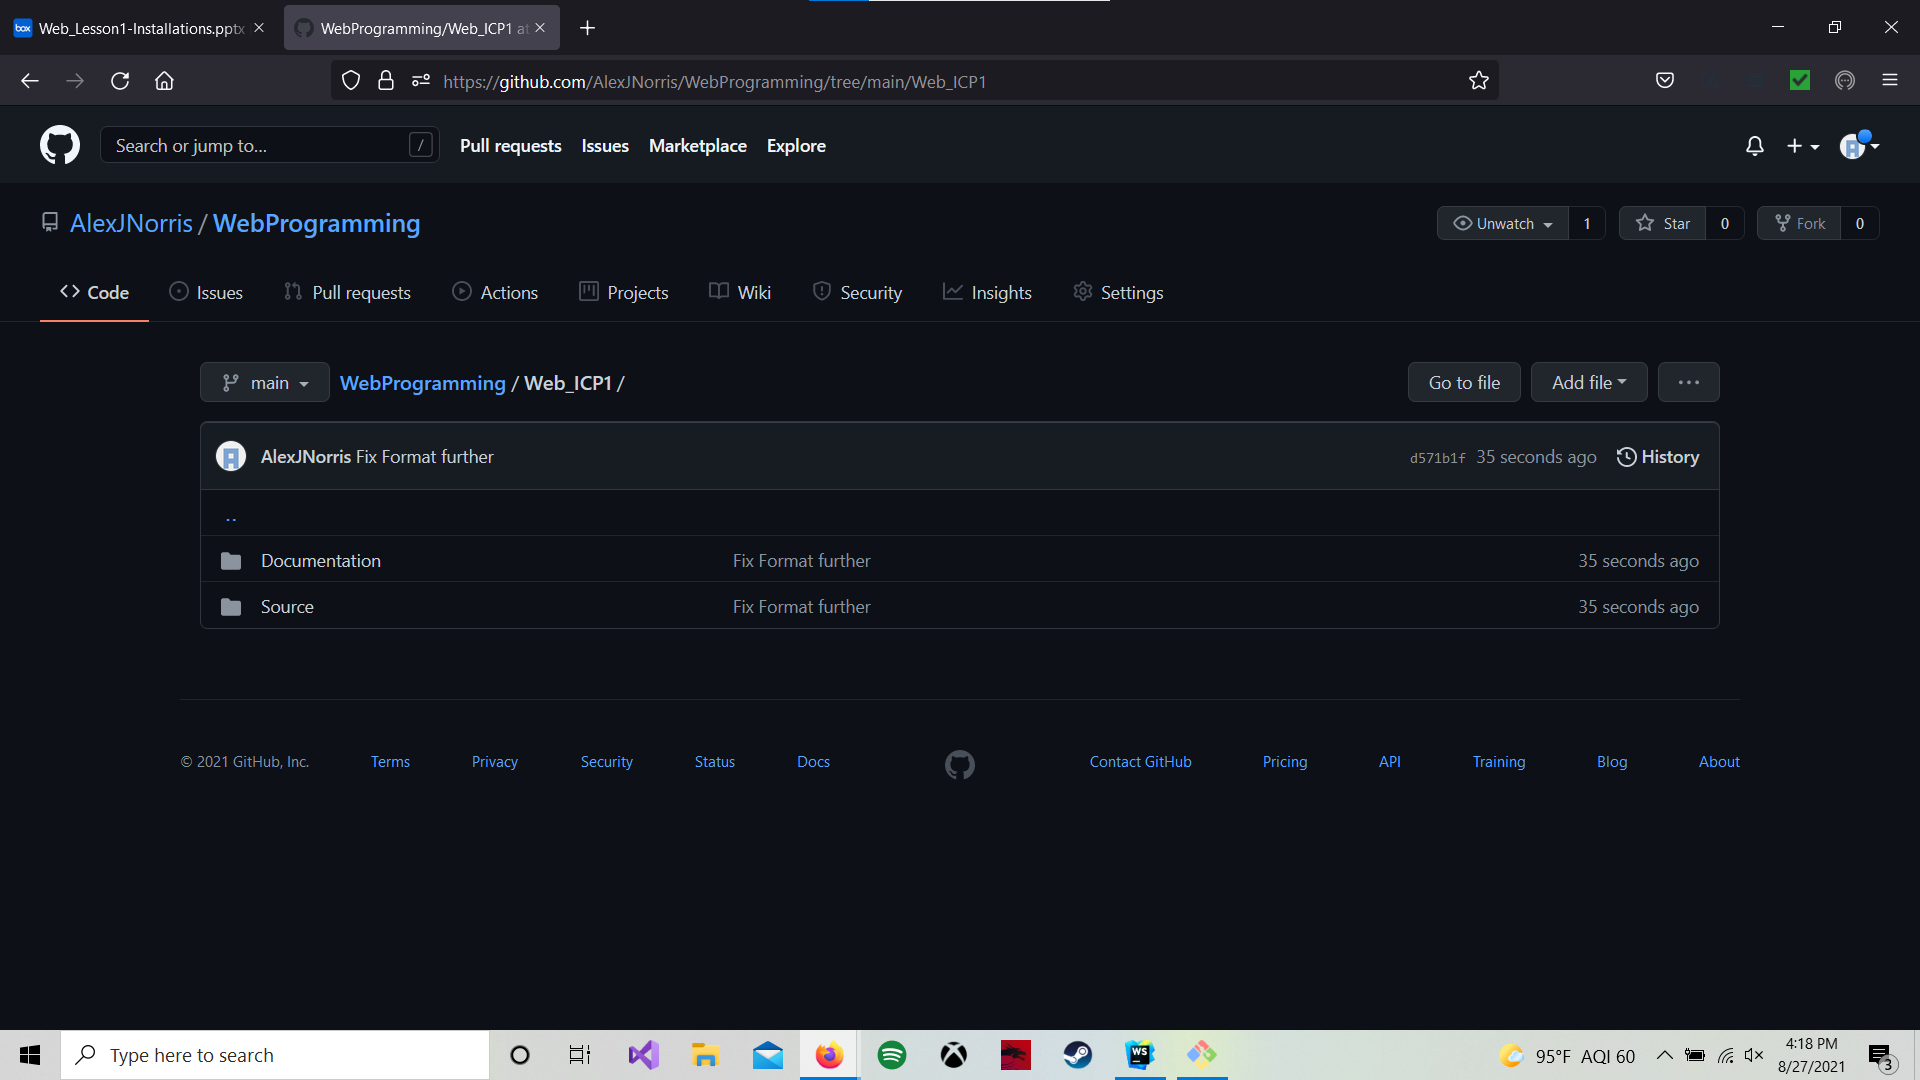 box Web_Lesson1-Installations.pptx
WebProgramming/Web_ICP1 at
https://github.com/AlexJNorris/WebProgramming/tree/main/Web_ICP1
Search or jump to... / Pull requests Issues Marketplace Explore
AlexJNorris / WebProgramming
Unwatch 1 Star 0 Fork 0
Code Issues Pull requests Actions Projects Wiki Security Insights Settings
main WebProgramming / Web_ICP1 / Go to file Add file ...
AlexJNorris Fix Format further d571b1f 35 seconds ago History
..
Documentation Fix Format further 35 seconds ago
Source Fix Format further 35 seconds ago
© 2021 GitHub, Inc. Terms Privacy Security Status Docs Contact GitHub Pricing API Training Blog About
Type here to search WS 95°F AQI 60 4:18 PM
8/27/2021 3